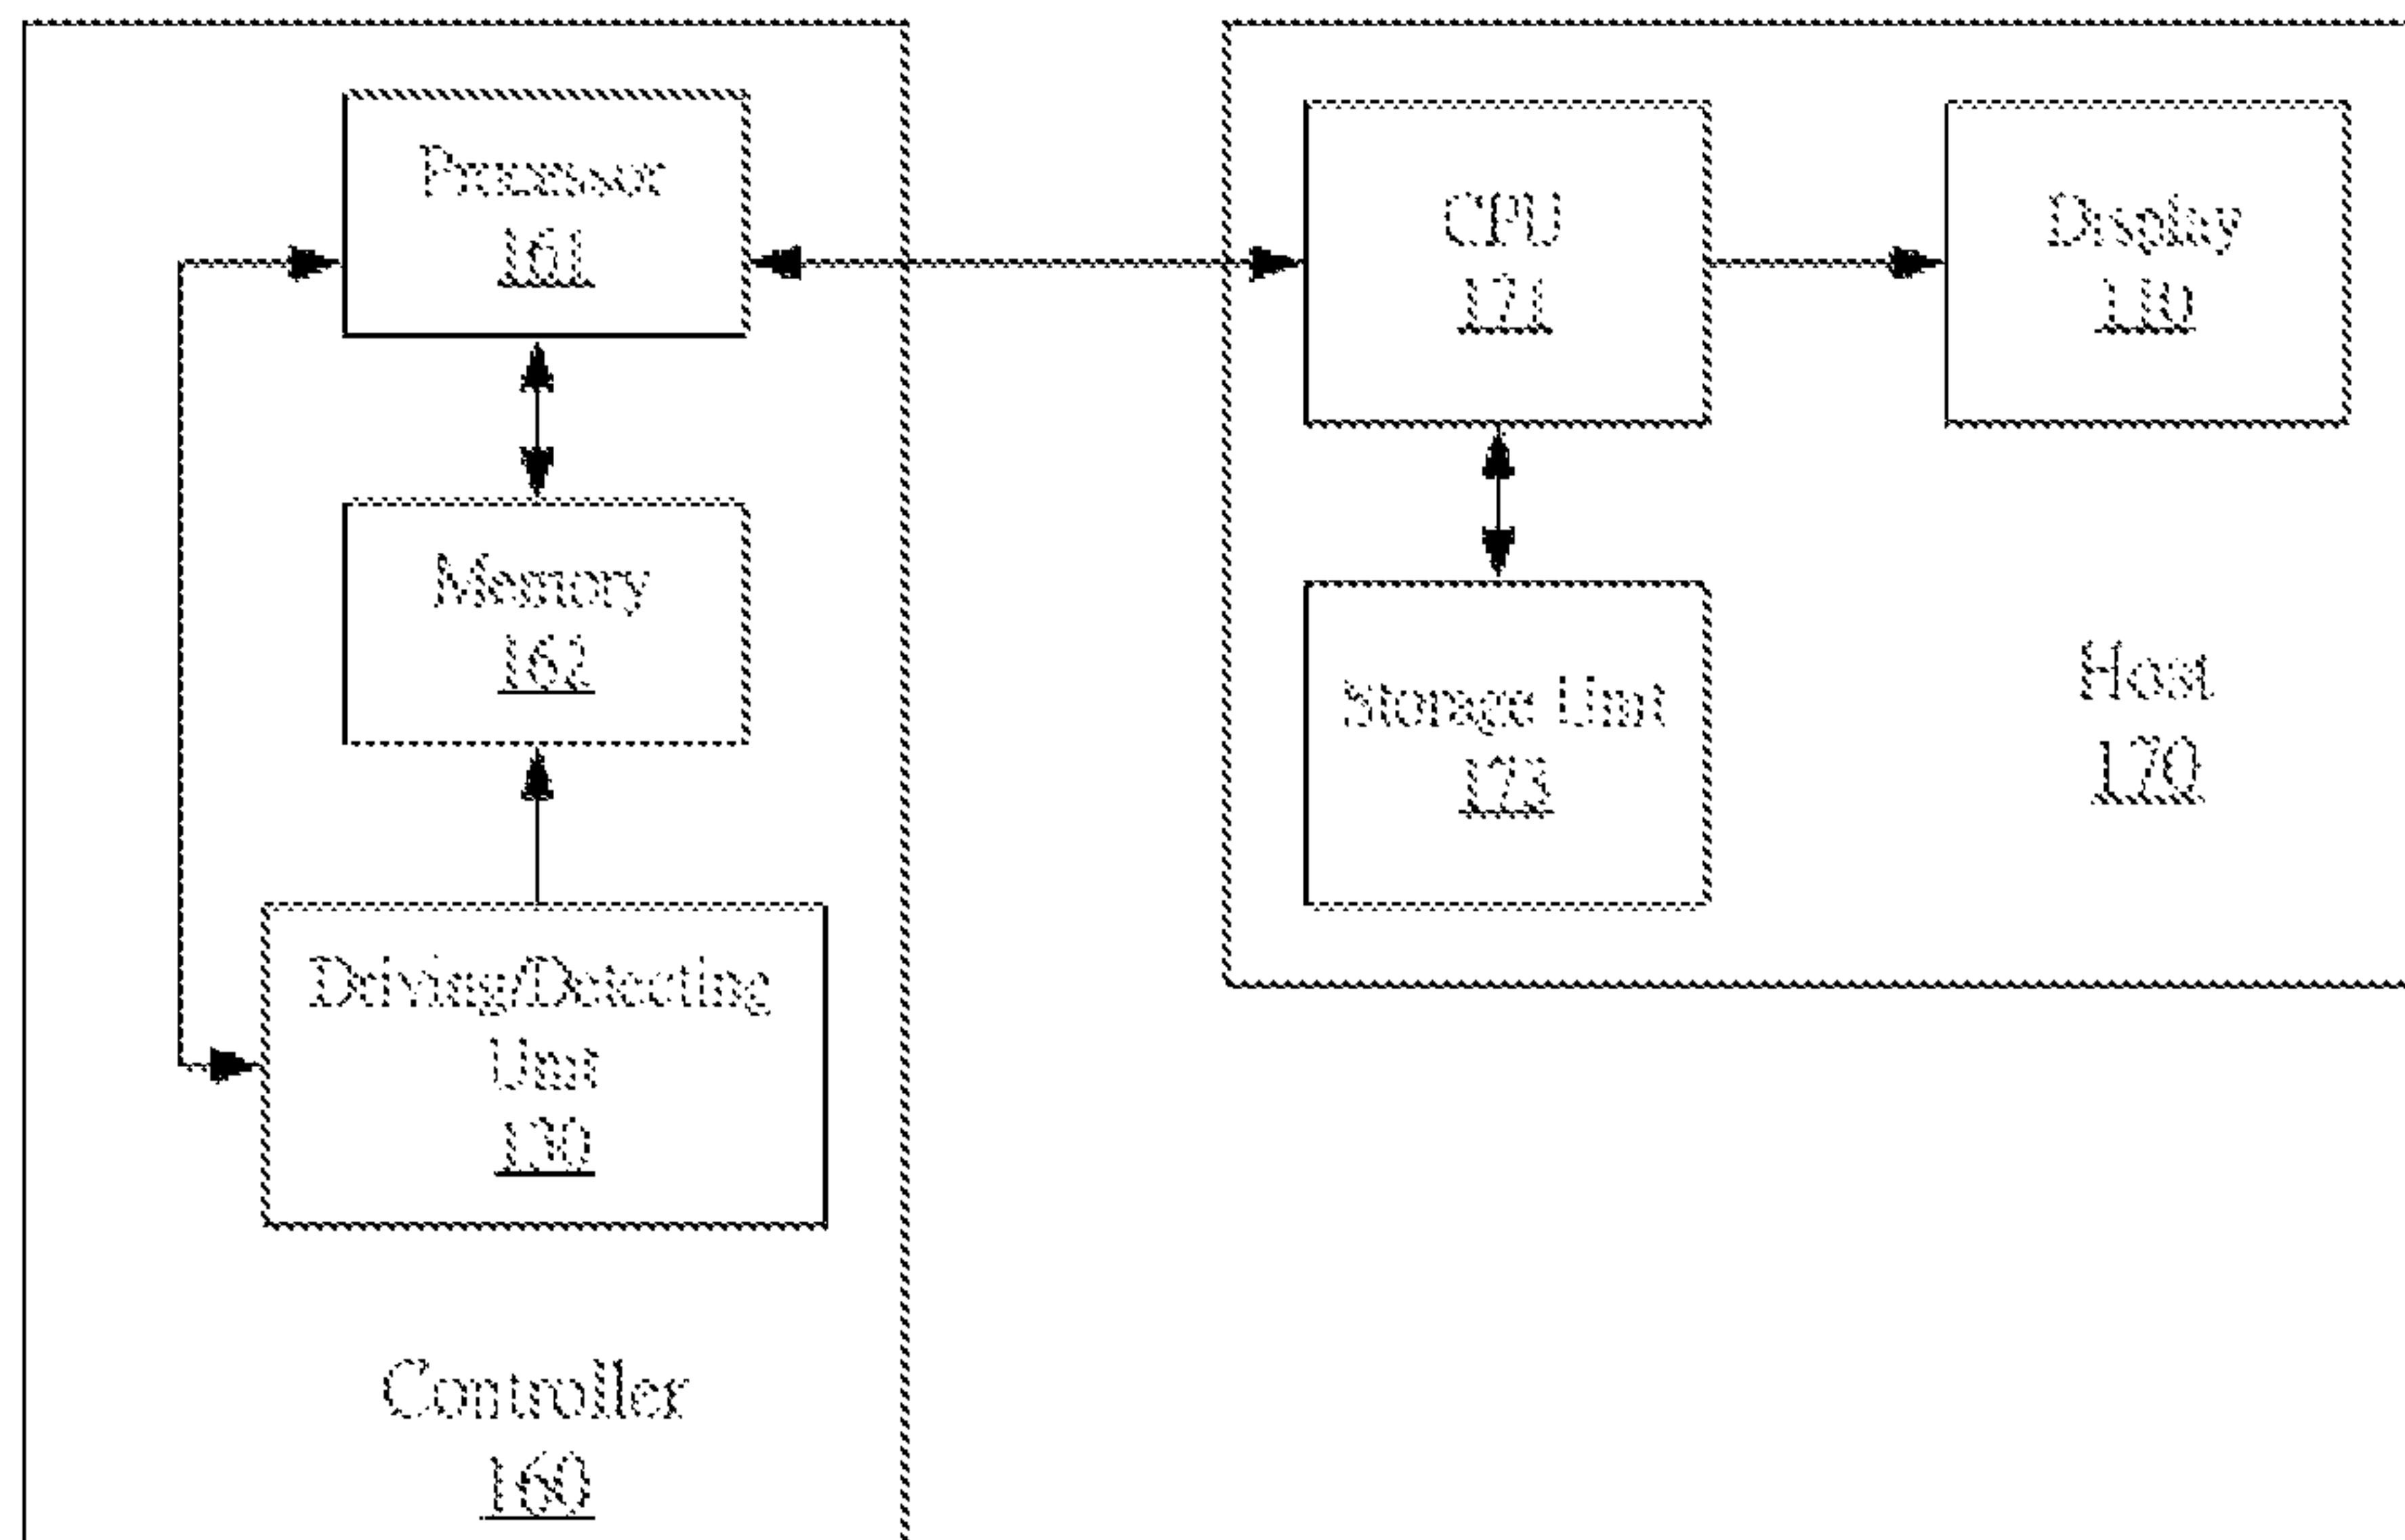 Processor
161
Memory
162
Driving/Detecting
Unit
130
Controller
160
CPU
171
Display
110
Storage Unit
173
Host
170